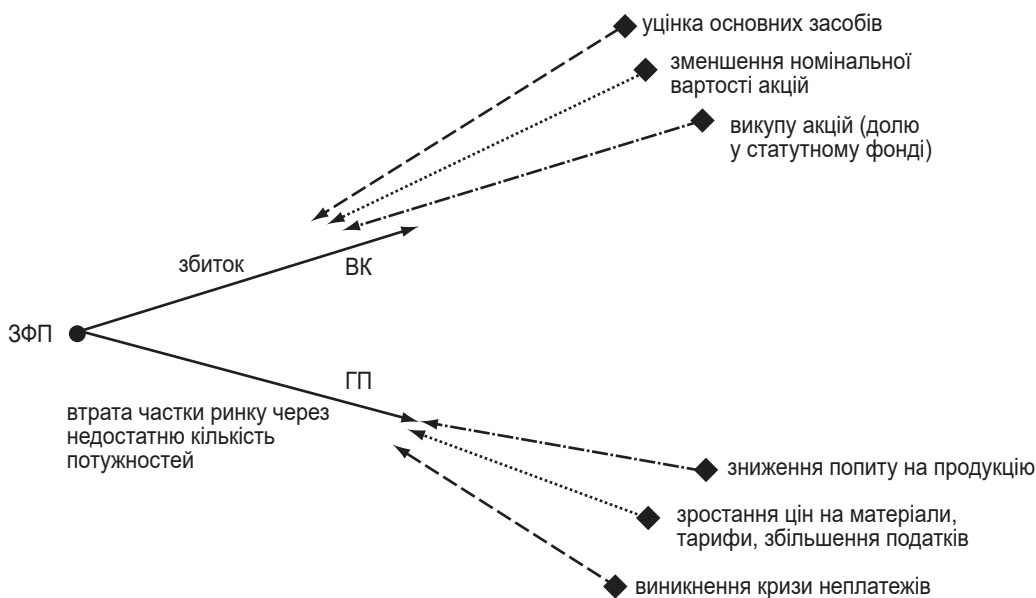 уцінка основних засобів
зменшення номінальної
вартості акцій
викупу акцій (долю
у статутному фонді)
збиток
ВК
ЗФП
ГП
втрата частки ринку через
недостатню кількість
потужностей
зниження попиту на продукцію
зростання цін на матеріали,
тарифи, збільшення податків
виникнення кризи неплатежів